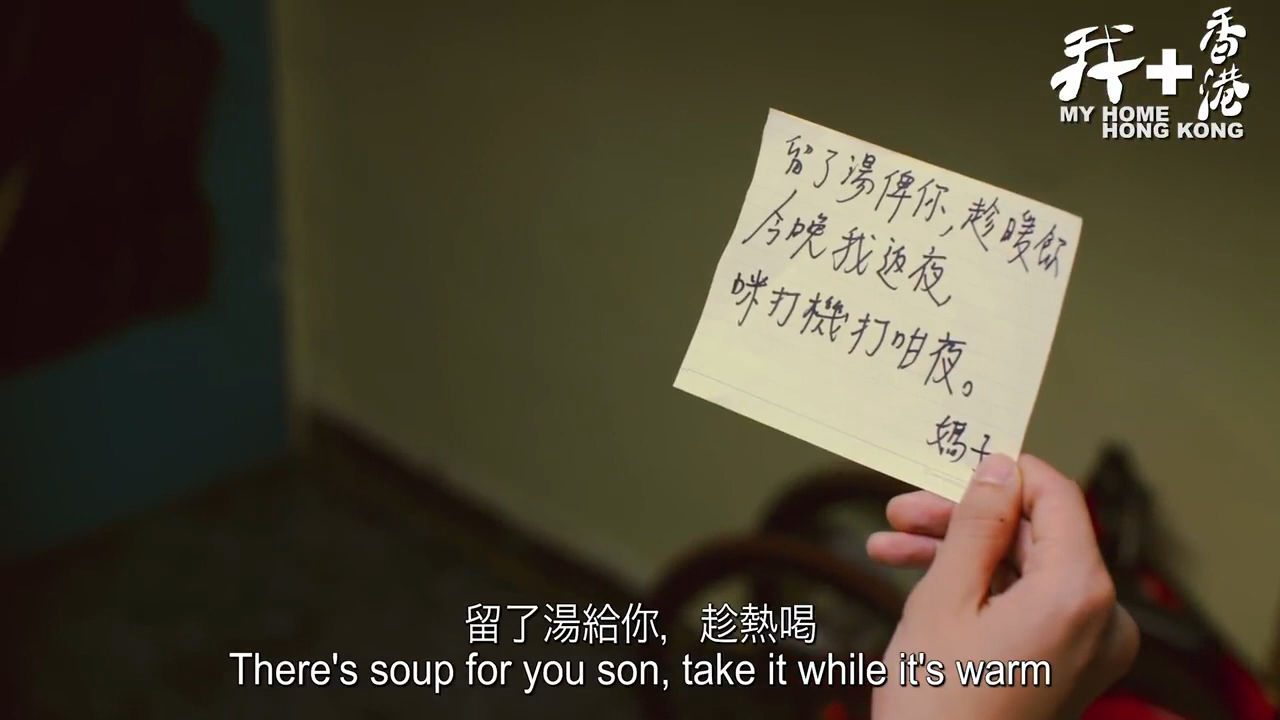 我+香港
MY HOME
HONG KONG
留了湯俾你,趁暖飲
今晚我返夜,
咪打機打咁夜。
媽子
留了湯給你, 趁熱喝
There's soup for you son, take it while it's warm